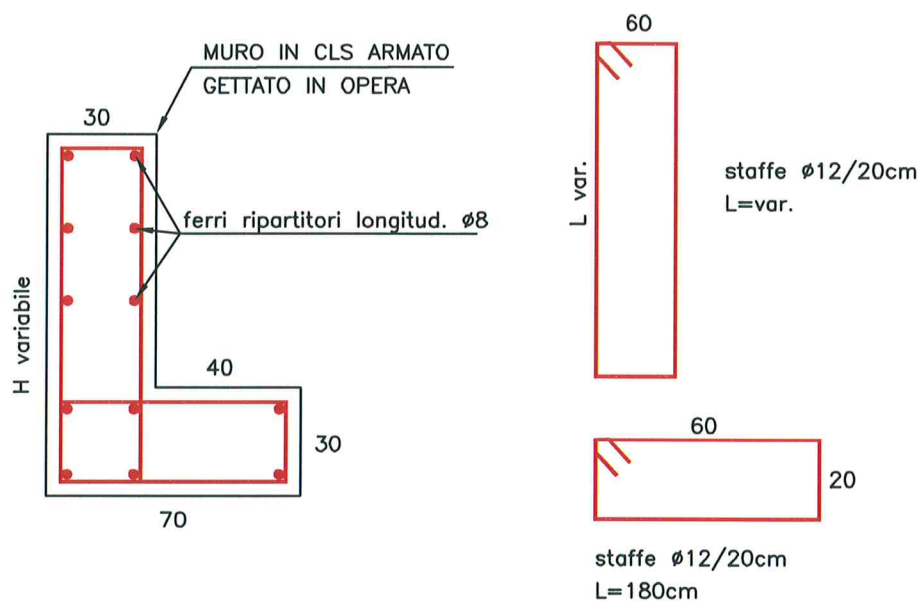 MURO IN CLS ARMATO
GETTATO IN OPERA
30
ferri ripartitori longitud. ø8
H variabile
40
30
70
60
L var.
staffe ø12/20cm
L=var.
60
20
staffe ø12/20cm
L=180cm